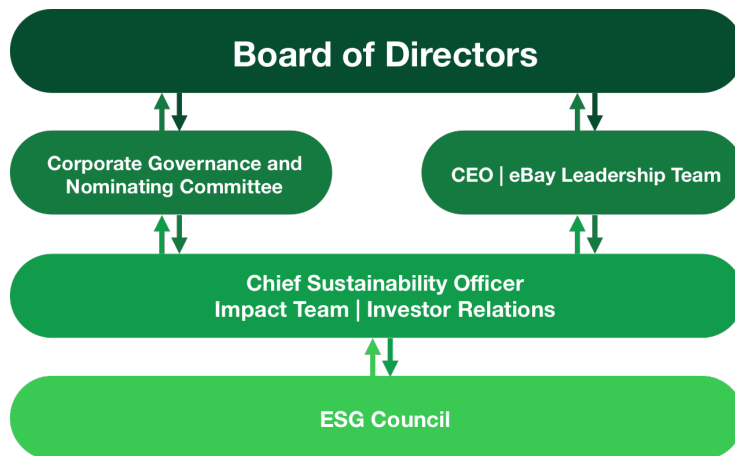 Board of Directors
Corporate Governance and
Nominating Committee
CEO | eBay Leadership Team
Chief Sustainability Officer
Impact Team | Investor Relations
ESG Council